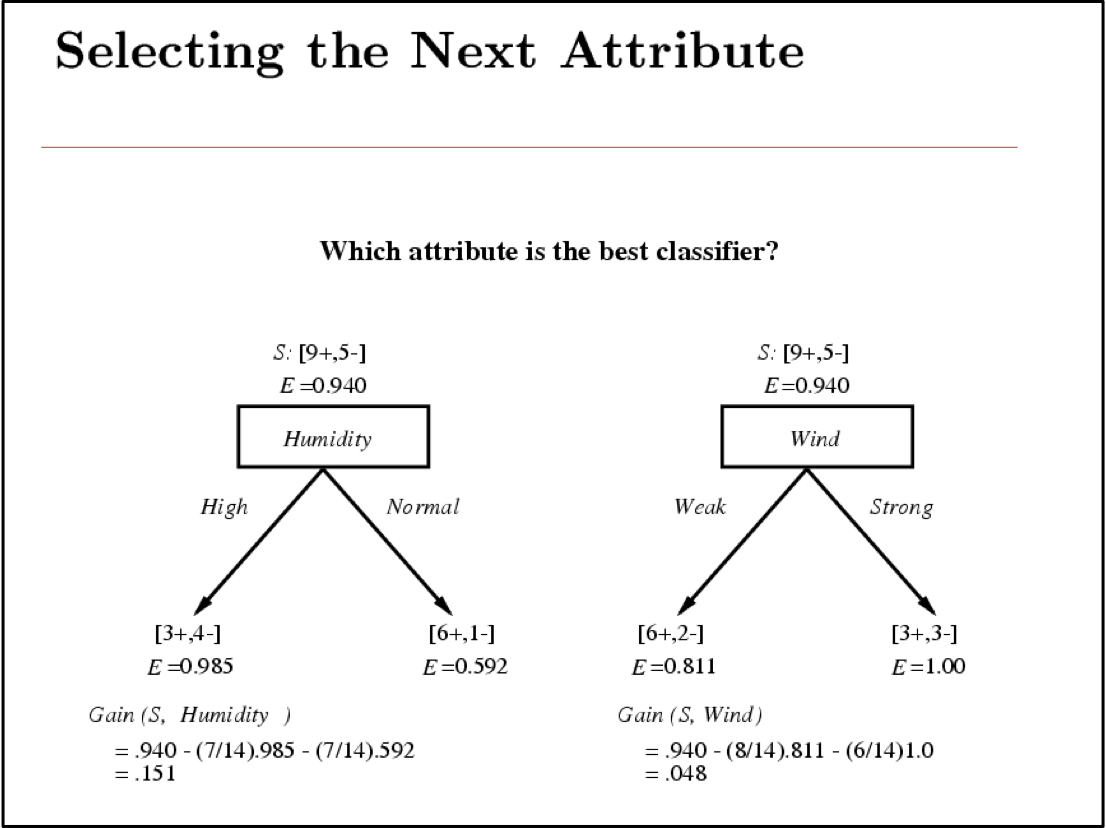 Selecting the Next Attribute
Which attribute is the best classifier?
S: [9+,5-]
E =0.940
Humidity
High
Normal
[3+,4-]
E =0.985
[6+,1-]
E =0.592
Gain (S, Humidity )
= .940 - (7/14).985 - (7/14).592
= .151
S: [9+,5-]
E =0.940
Wind
Weak
Strong
[6+,2-]
E =0.811
[3+,3-]
E =1.00
Gain (S, Wind)
= .940 - (8/14).811 - (6/14)1.0
= .048